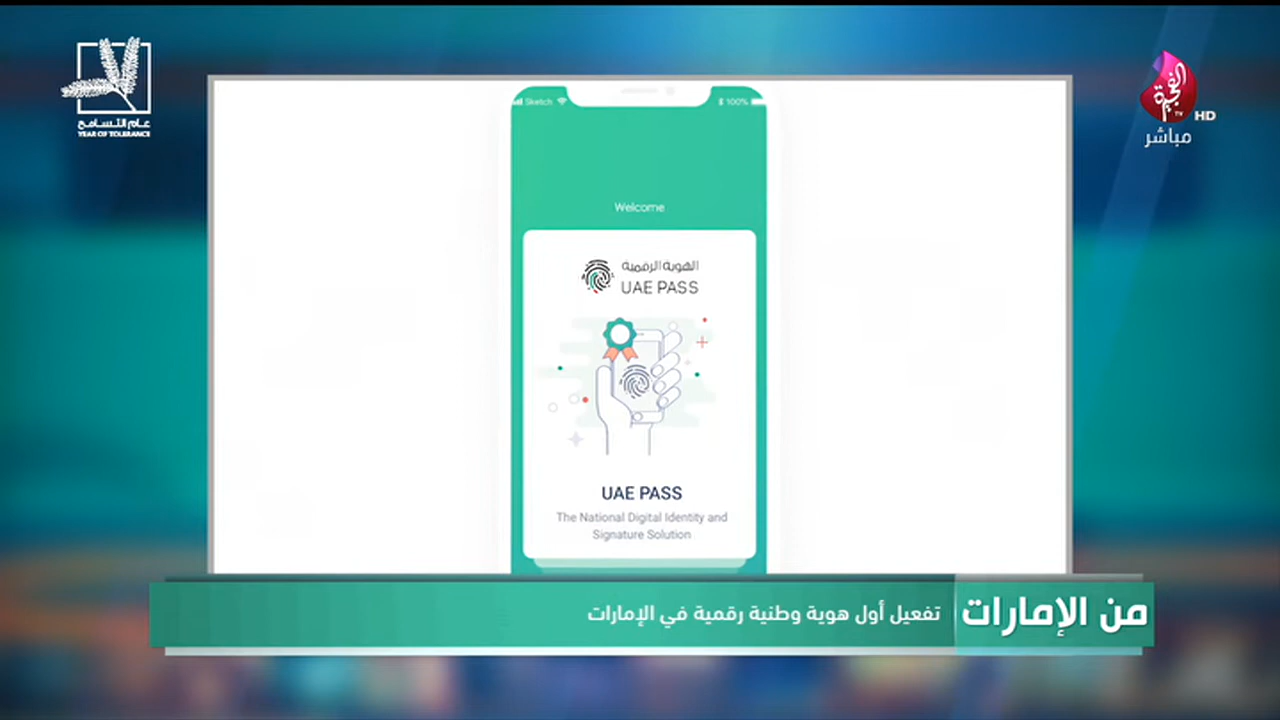 عام التسامح
YEAR OF TOLERANCE
الفجيرة
TV
HD
مباشر
Sketch
100%
Welcome
الهوية الرقمية
UAE PASS
UAE PASS
The National Digital Identity and
Signature Solution
من الإمارات
تفعيل أول هوية وطنية رقمية في الإمارات